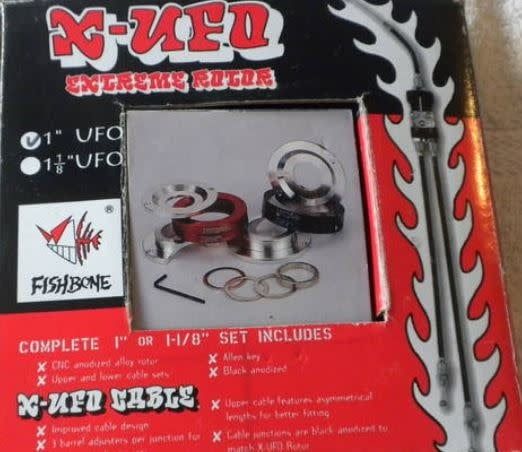 X-UFO
EXTREME ROTOR
1" UFO
1 1/8" UFO
®
FISHBONE
COMPLETE 1" OR 1-1/8" SET INCLUDES
X CNC anodized alloy rotor
X Upper and lower cable sets
X Allen key
X Black anodized
X-UFO CABLE
X Improved cable design
X 3 barrel adjusters per junction for
X Upper cable features asymmetrical
lengths for better fitting
X Cable junctions are black anodized to
match X-UFO Rotor